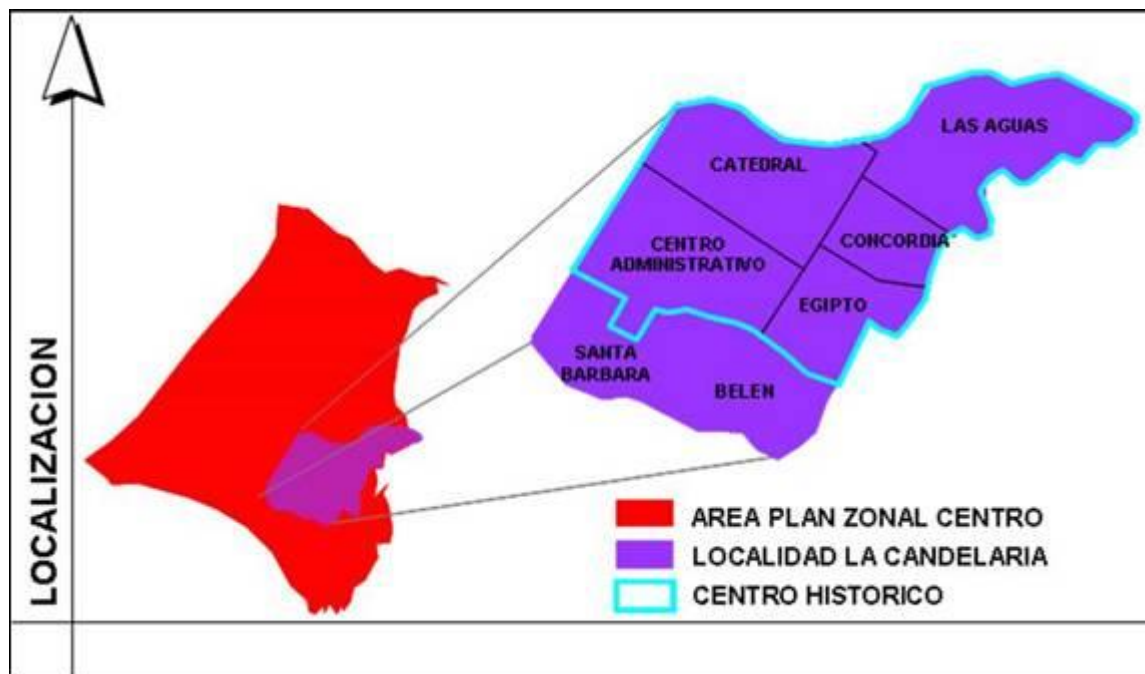 LOCALIZACION
LAS AGUAS
CATEDRAL
CONCORDIA
CENTRO
ADMINISTRATIVO
EGIPTO
SANTA
BARBARA
BELEN
AREA PLAN ZONAL CENTRO
LOCALIDAD LA CANDELARIA
CENTRO HISTORICO